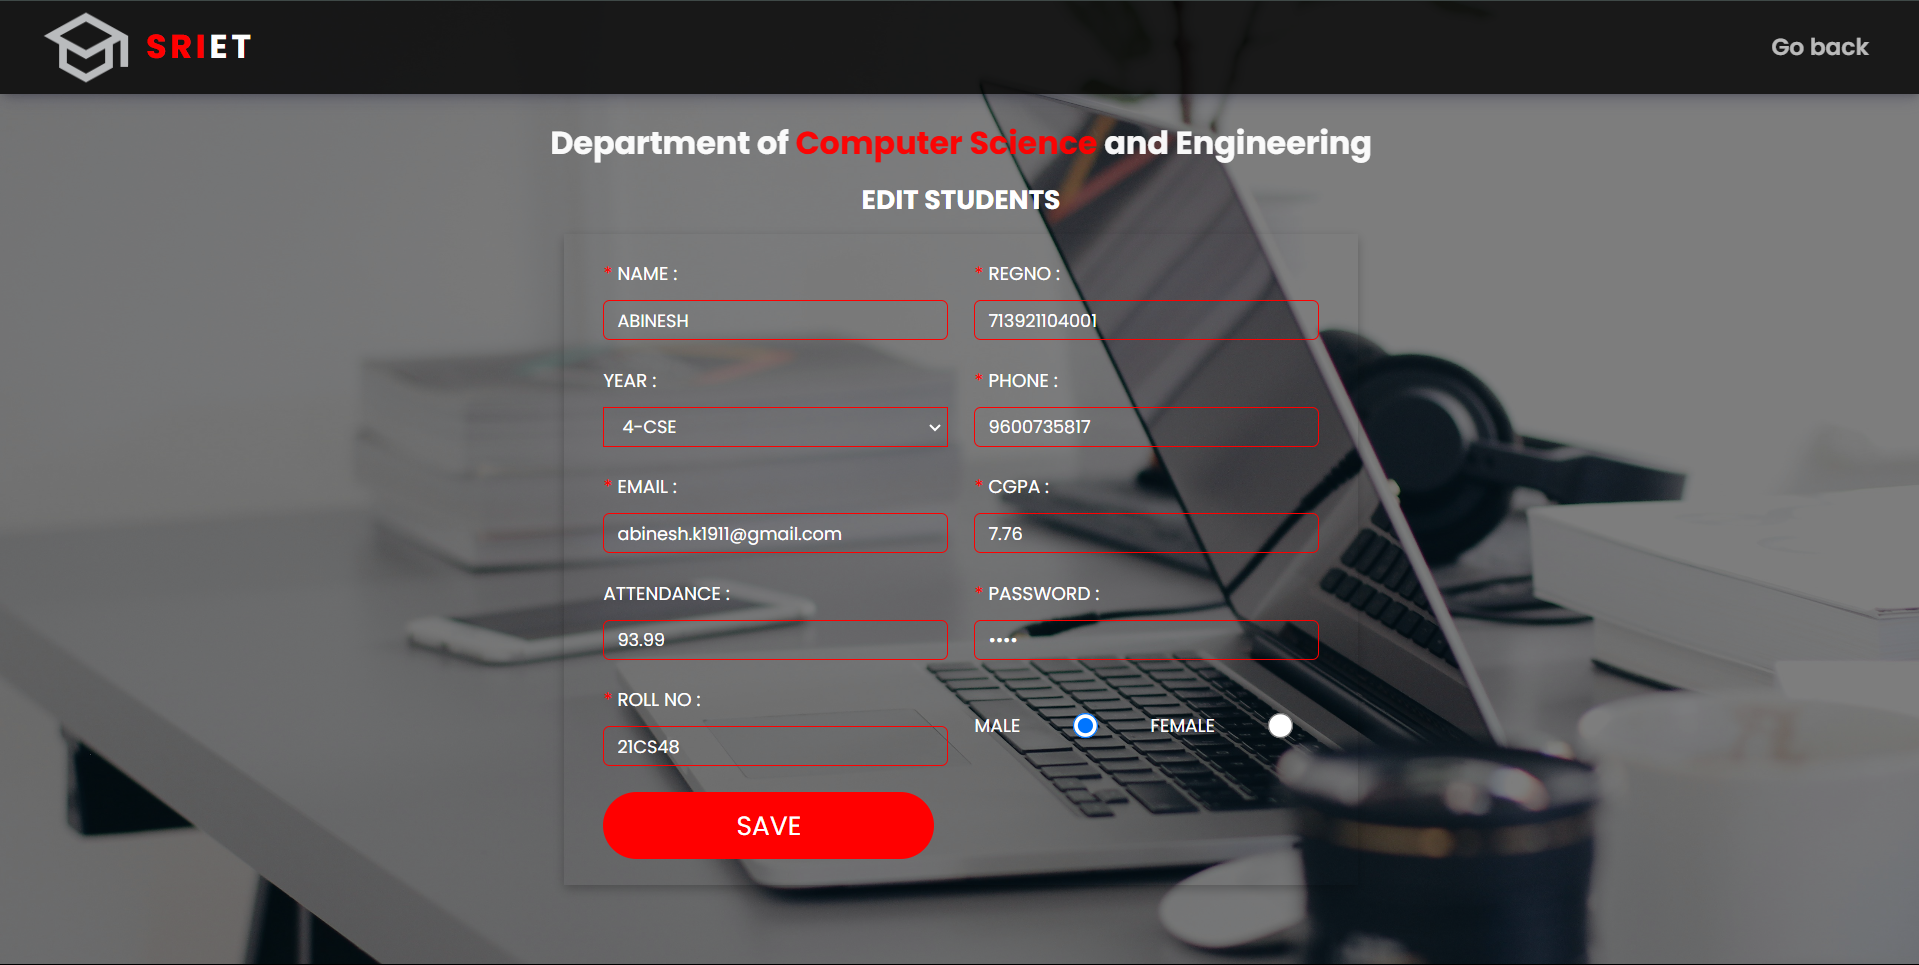 SRIET
Go back
Department of Computer Science and Engineering
EDIT STUDENTS
* NAME :
ABINESH
* REGNO :
713921104001
YEAR :
4-CSE
* PHONE :
9600735817
* EMAIL :
abinesh.k1911@gmail.com
* CGPA :
7.76
ATTENDANCE :
93.99
* PASSWORD :
••••
* ROLL NO :
21CS48
MALE
FEMALE
SAVE